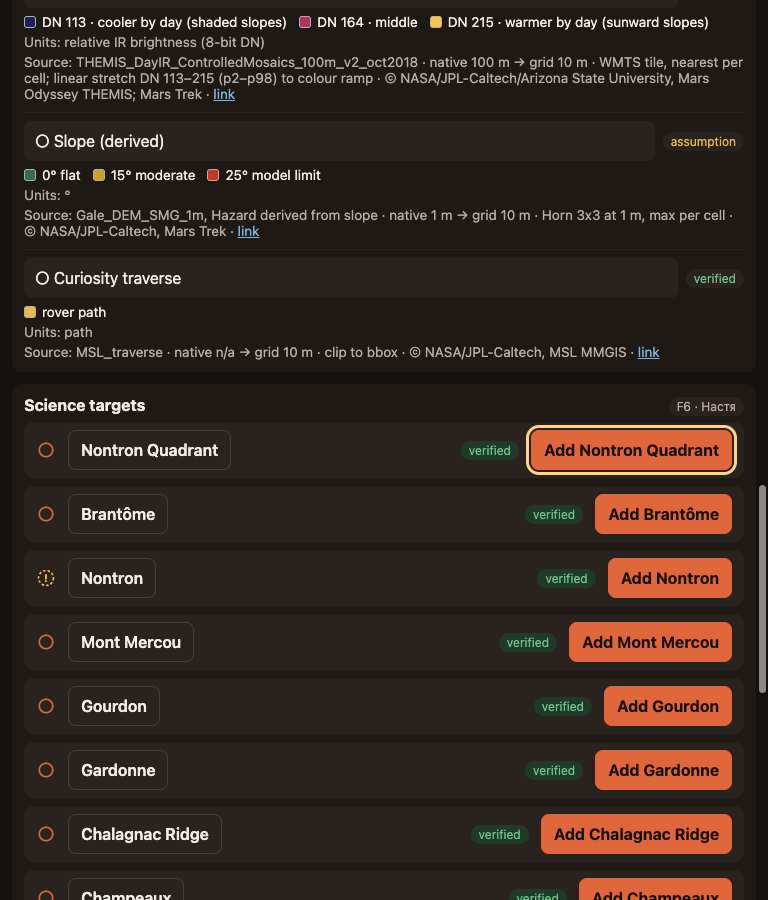 DN 113 · cooler by day (shaded slopes) DN 164 · middle DN 215 · warmer by day (sunward slopes)
Units: relative IR brightness (8-bit DN)
Source: THEMIS_DayIR_ControlledMosaics_100m_v2_oct2018 · native 100 m → grid 10 m · WMTS tile, nearest per
cell; linear stretch DN 113–215 (p2–p98) to colour ramp · © NASA/JPL-Caltech/Arizona State University, Mars
Odyssey THEMIS; Mars Trek · link
Slope (derived) assumption
0° flat 15° moderate 25° model limit
Units: °
Source: Gale_DEM_SMG_1m, Hazard derived from slope · native 1 m → grid 10 m · Horn 3x3 at 1 m, max per cell ·
© NASA/JPL-Caltech, Mars Trek · link
Curiosity traverse verified
rover path
Units: path
Source: MSL_traverse · native n/a → grid 10 m · clip to bbox · © NASA/JPL-Caltech, MSL MMGIS · link
Science targets F6 · Настя
Nontron Quadrant verified Add Nontron Quadrant
Brantôme verified Add Brantôme
Nontron verified Add Nontron
Mont Mercou verified Add Mont Mercou
Gourdon verified Add Gourdon
Gardonne verified Add Gardonne
Chalagnac Ridge verified Add Chalagnac Ridge
Champeaux verified Add Champeaux